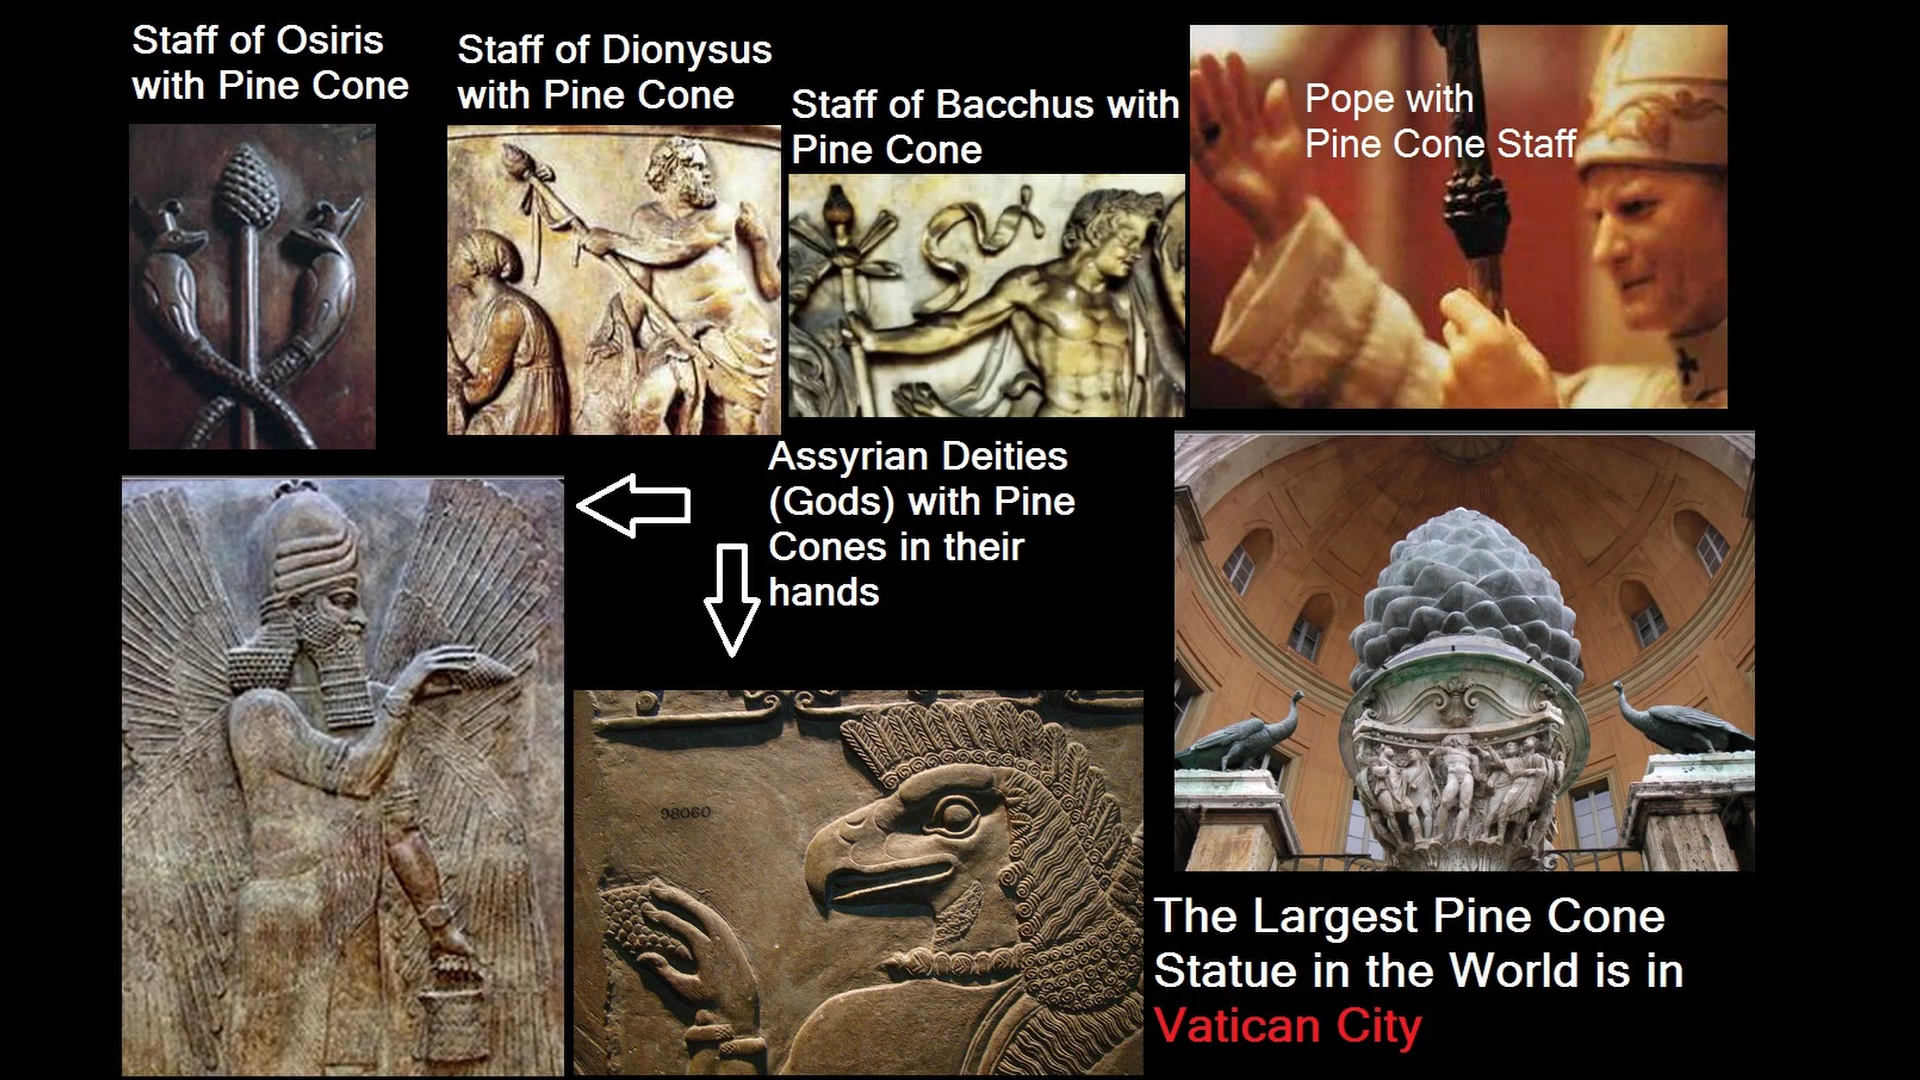 Staff of Osiris
with Pine Cone
Staff of Dionysus
with Pine Cone
Staff of Bacchus with
Pine Cone
Pope with
Pine Cone Staff
Assyrian Deities
(Gods) with Pine
Cones in their
hands
98060
The Largest Pine Cone
Statue in the World is in
Vatican City